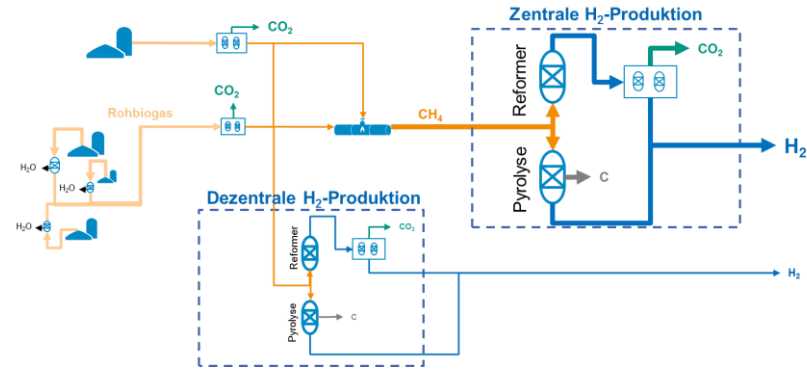 Zentrale H₂-Produktion
CO₂
CO₂
Reformer
CO₂
Rohbiogas
CH₄
H₂
H₂O
H₂O
Pyrolyse
C
Dezentrale H₂-Produktion
H₂O
CO₂
Reformer
H₂
Pyrolyse
C